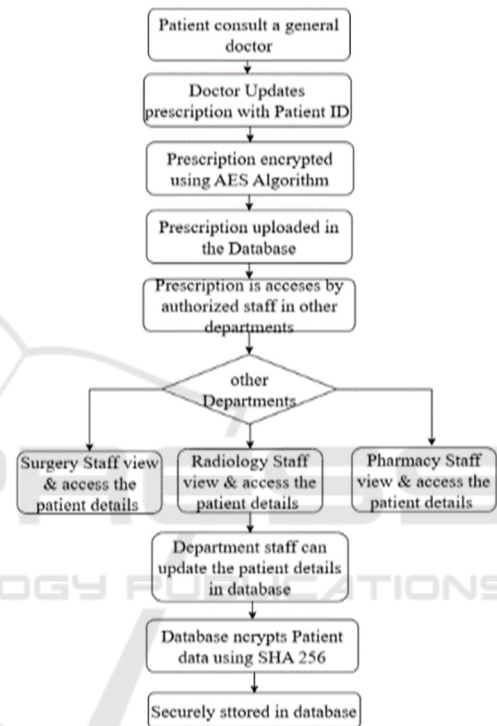 Patient consult a general
doctor
Doctor Updates
prescription with Patient ID
Prescription encrypted
using AES Algorithm
Prescription uploaded in
the Database
Prescription is acceses by
authorized staff in other
departments
other
Departments
Surgery Staff view
& access the
patient details
Radiology Staff
view & access the
patient details
Pharmacy Staff
view & access the
patient details
Department staff can
update the patient details
in database
OGY PUBLICATIONS
Database ncrypts Patient
data using SHA 256
Securely sttored in database